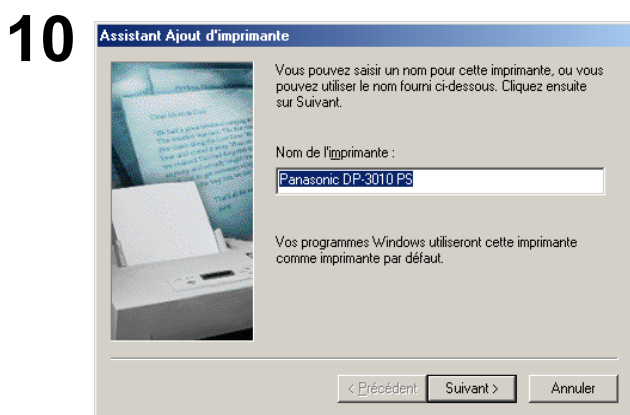 10
Assistant Ajout d'imprimante
Vous pouvez saisir un nom pour cette imprimante, ou vous
pouvez utiliser le nom fourni ci-dessous. Cliquez ensuite
sur Suivant.
Nom de l'imprimante :
Panasonic DP-3010 PS
Vos programmes Windows utiliseront cette imprimante
comme imprimante par défaut.
< Précédent Suivant > Annuler